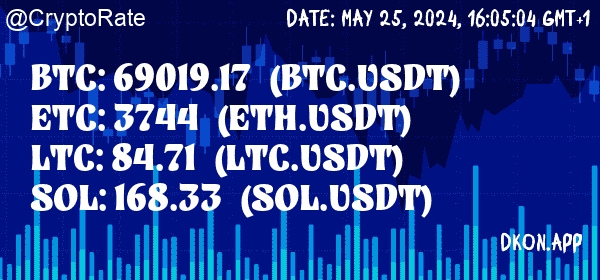 @CryptoRate
DATE: MAY 25, 2024, 16:05:04 GMT+1
BTC: 69019.17 (BTC.USDT)
ETC: 3744 (ETH.USDT)
LTC: 84.71 (LTC.USDT)
SOL: 168.33 (SOL.USDT)
DKON.APP